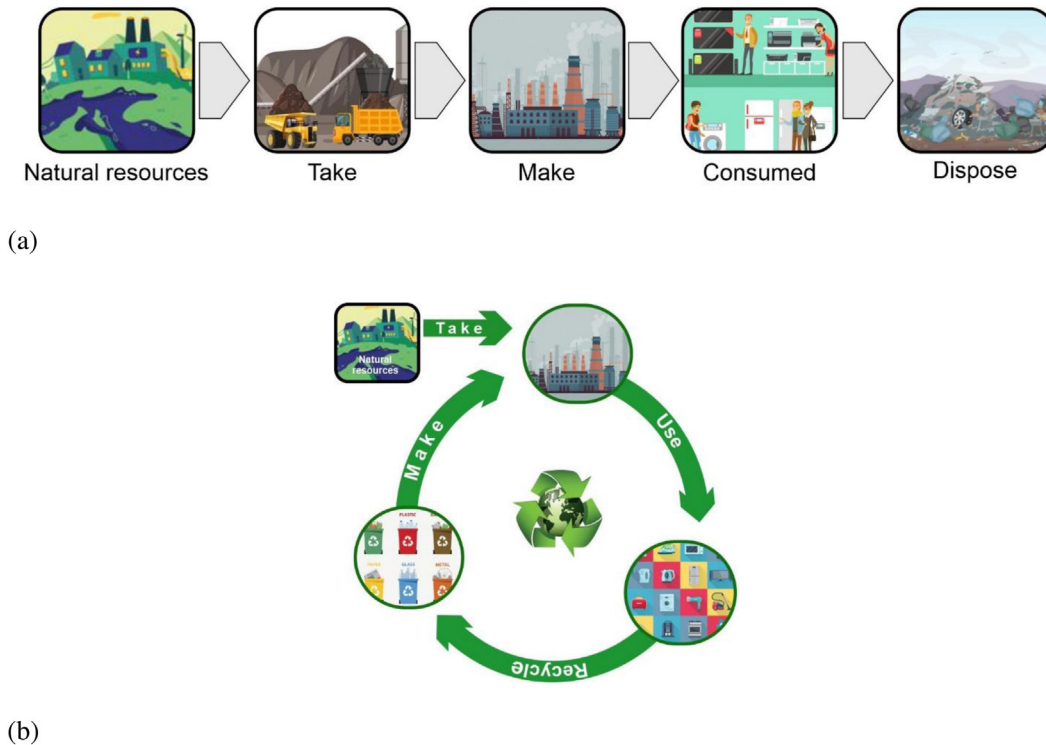 Natural resources
Take
Make
Consumed
Dispose
(a)
Take
Natural
resources
Use
Make
PLASTIC
GLASS
METAL
Recycle
(b)